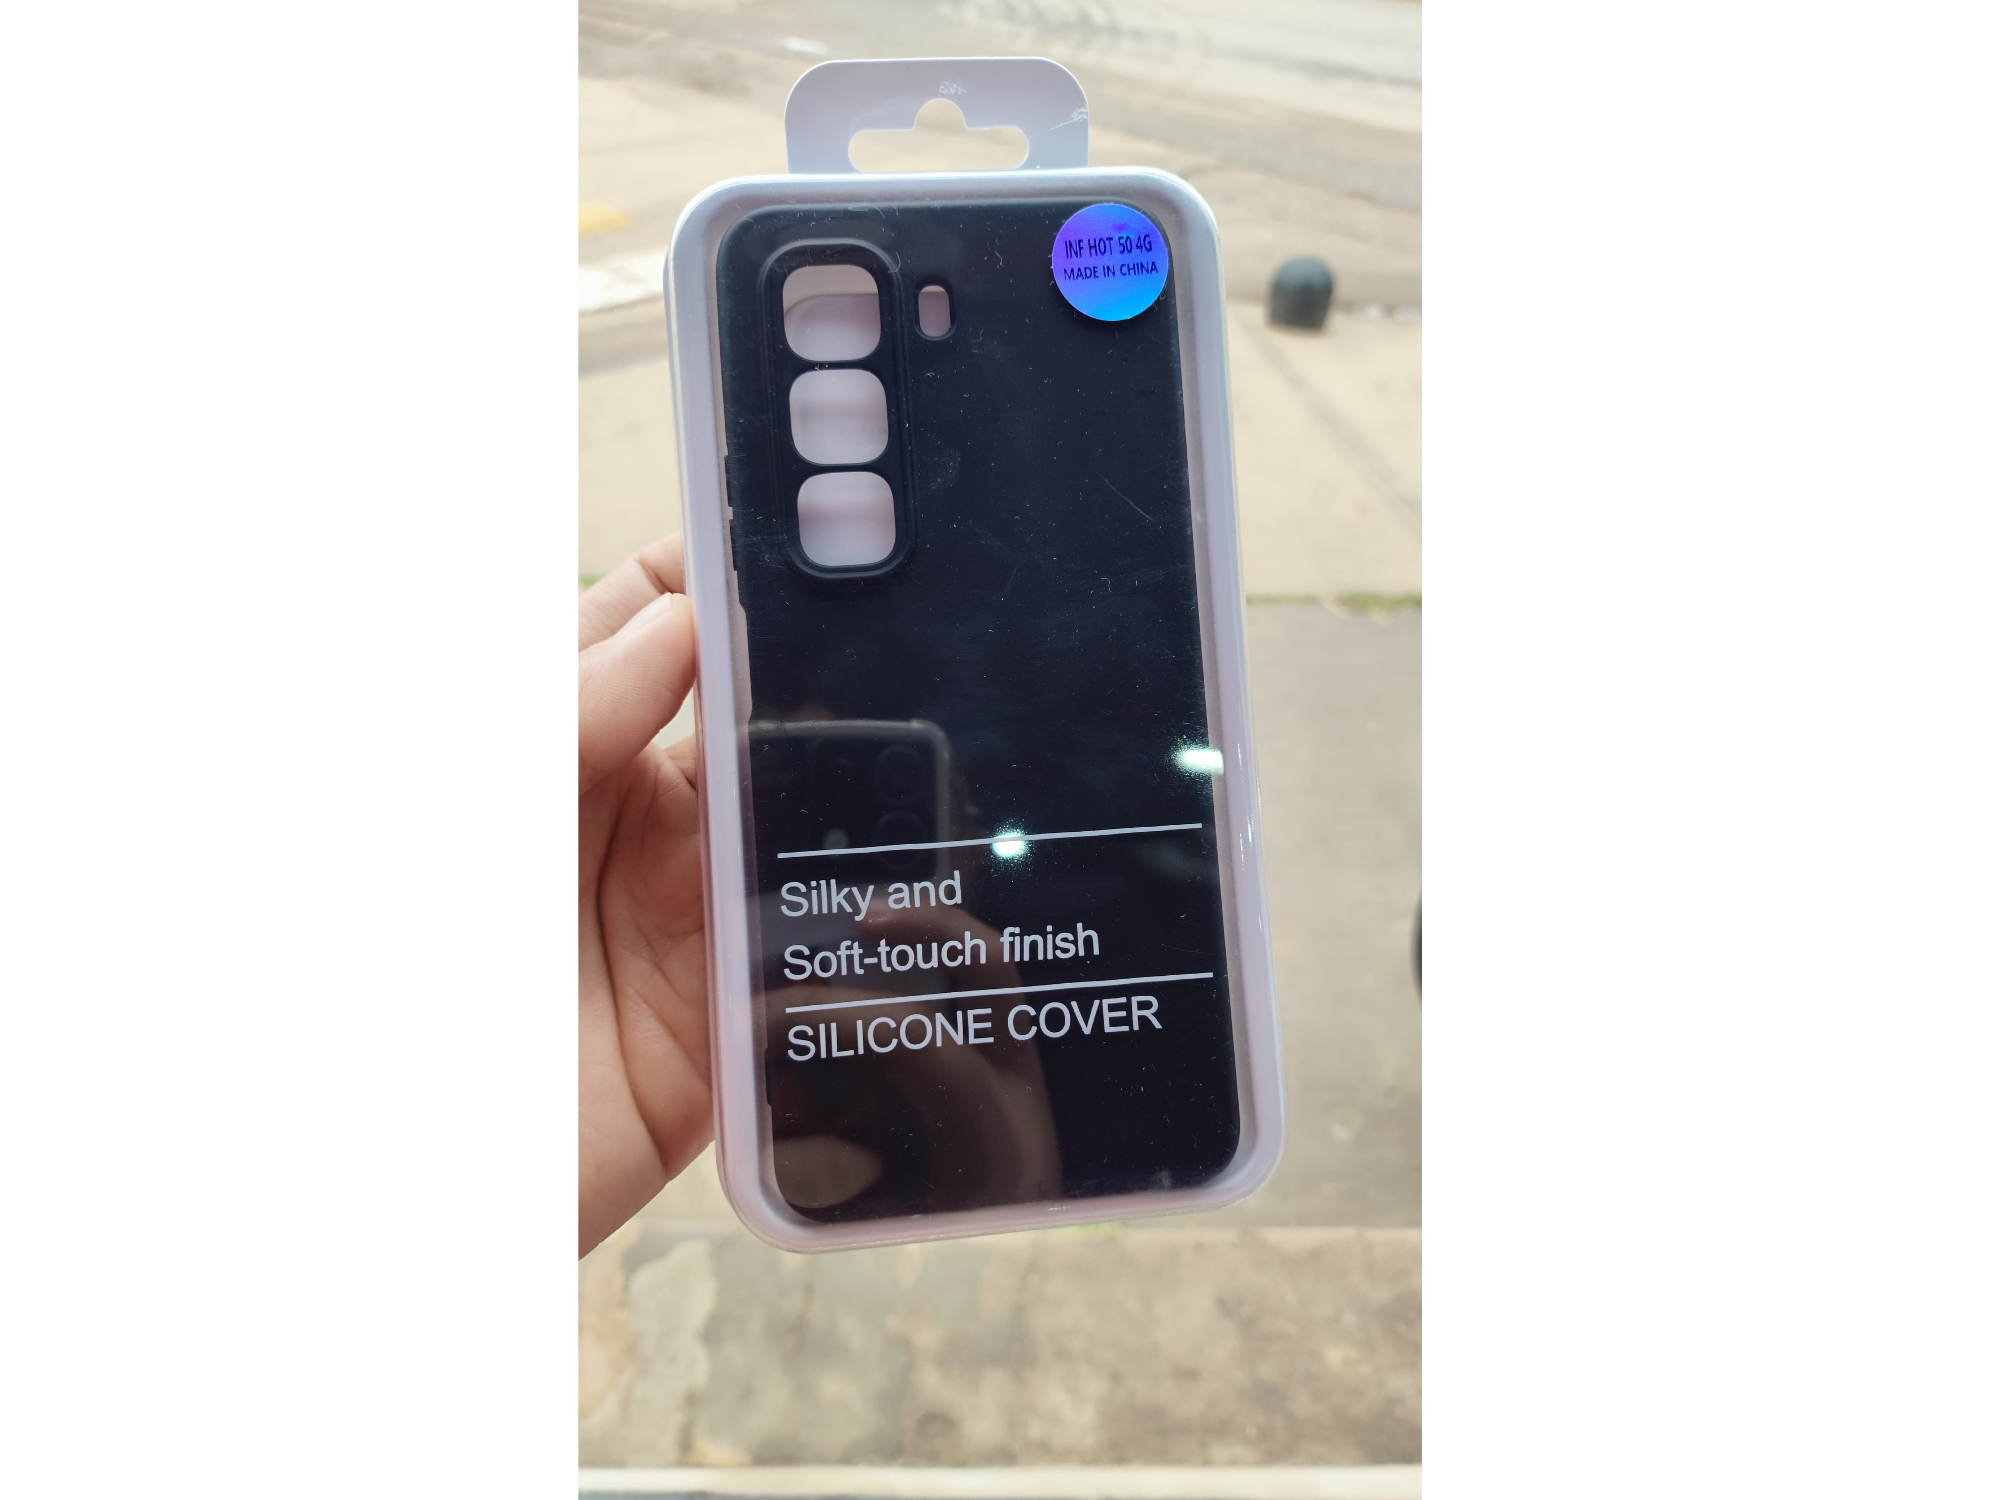 INF HOT 50 4G
MADE IN CHINA
Silky and
Soft-touch finish
SILICONE COVER